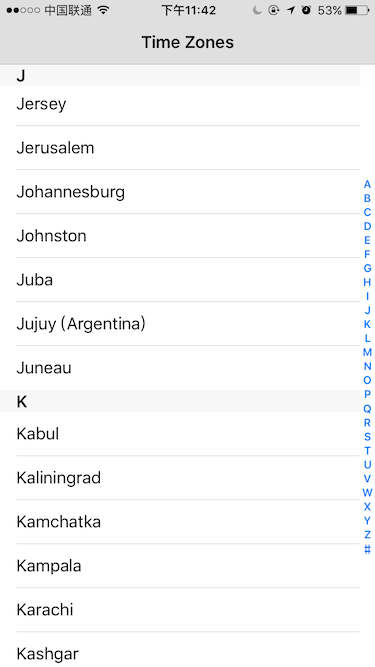 中国联通 下午11:42 53%
Time Zones
J
Jersey
Jerusalem
Johannesburg
Johnston
Juba
Jujuy (Argentina)
Juneau
K
Kabul
Kaliningrad
Kamchatka
Kampala
Karachi
Kashgar
A
B
C
D
E
F
G
H
I
J
K
L
M
N
O
P
Q
R
S
T
U
V
W
X
Y
Z
#